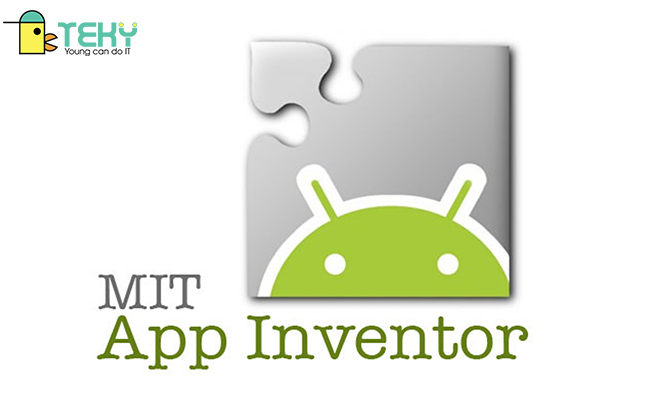 TEKY
Young can do IT
MIT
App Inventor